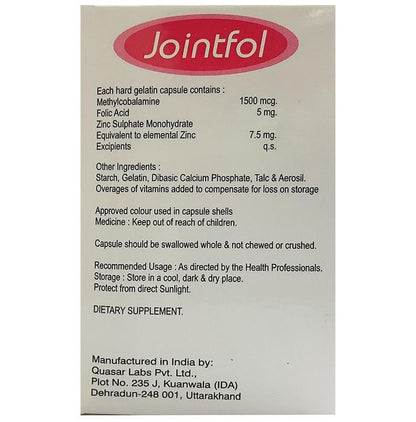 Jointfol
Each hard gelatin capsule contains :
Methylcobalamine 1500 mcg.
Folic Acid 5 mg.
Zinc Sulphate Monohydrate
Equivalent to elemental Zinc 7.5 mg.
Excipients q.s.
Other Ingredients :
Starch, Gelatin, Dibasic Calcium Phosphate, Talc & Aerosil.
Overages of vitamins added to compensate for loss on storage
Approved colour used in capsule shells
Medicine : Keep out of reach of children.
Capsule should be swallowed whole & not chewed or crushed.
Recommended Usage : As directed by the Health Professionals.
Storage : Store in a cool, dark & dry place.
Protect from direct Sunlight.
DIETARY SUPPLEMENT.
Manufactured in India by:
Quasar Labs Pvt. Ltd.,
Plot No. 235 J, Kuanwala (IDA)
Dehradun-248 001, Uttarakhand